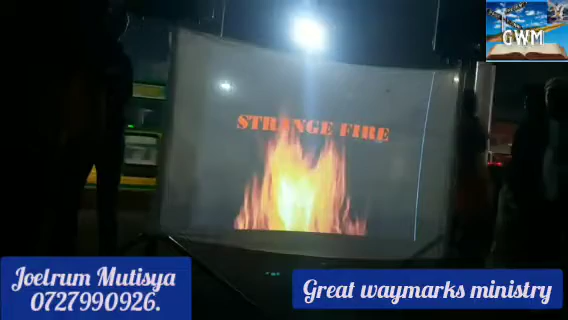 GWM
STRANGE FIRE
Joelrum Mutisya
0727990926.
Great waymarks ministry